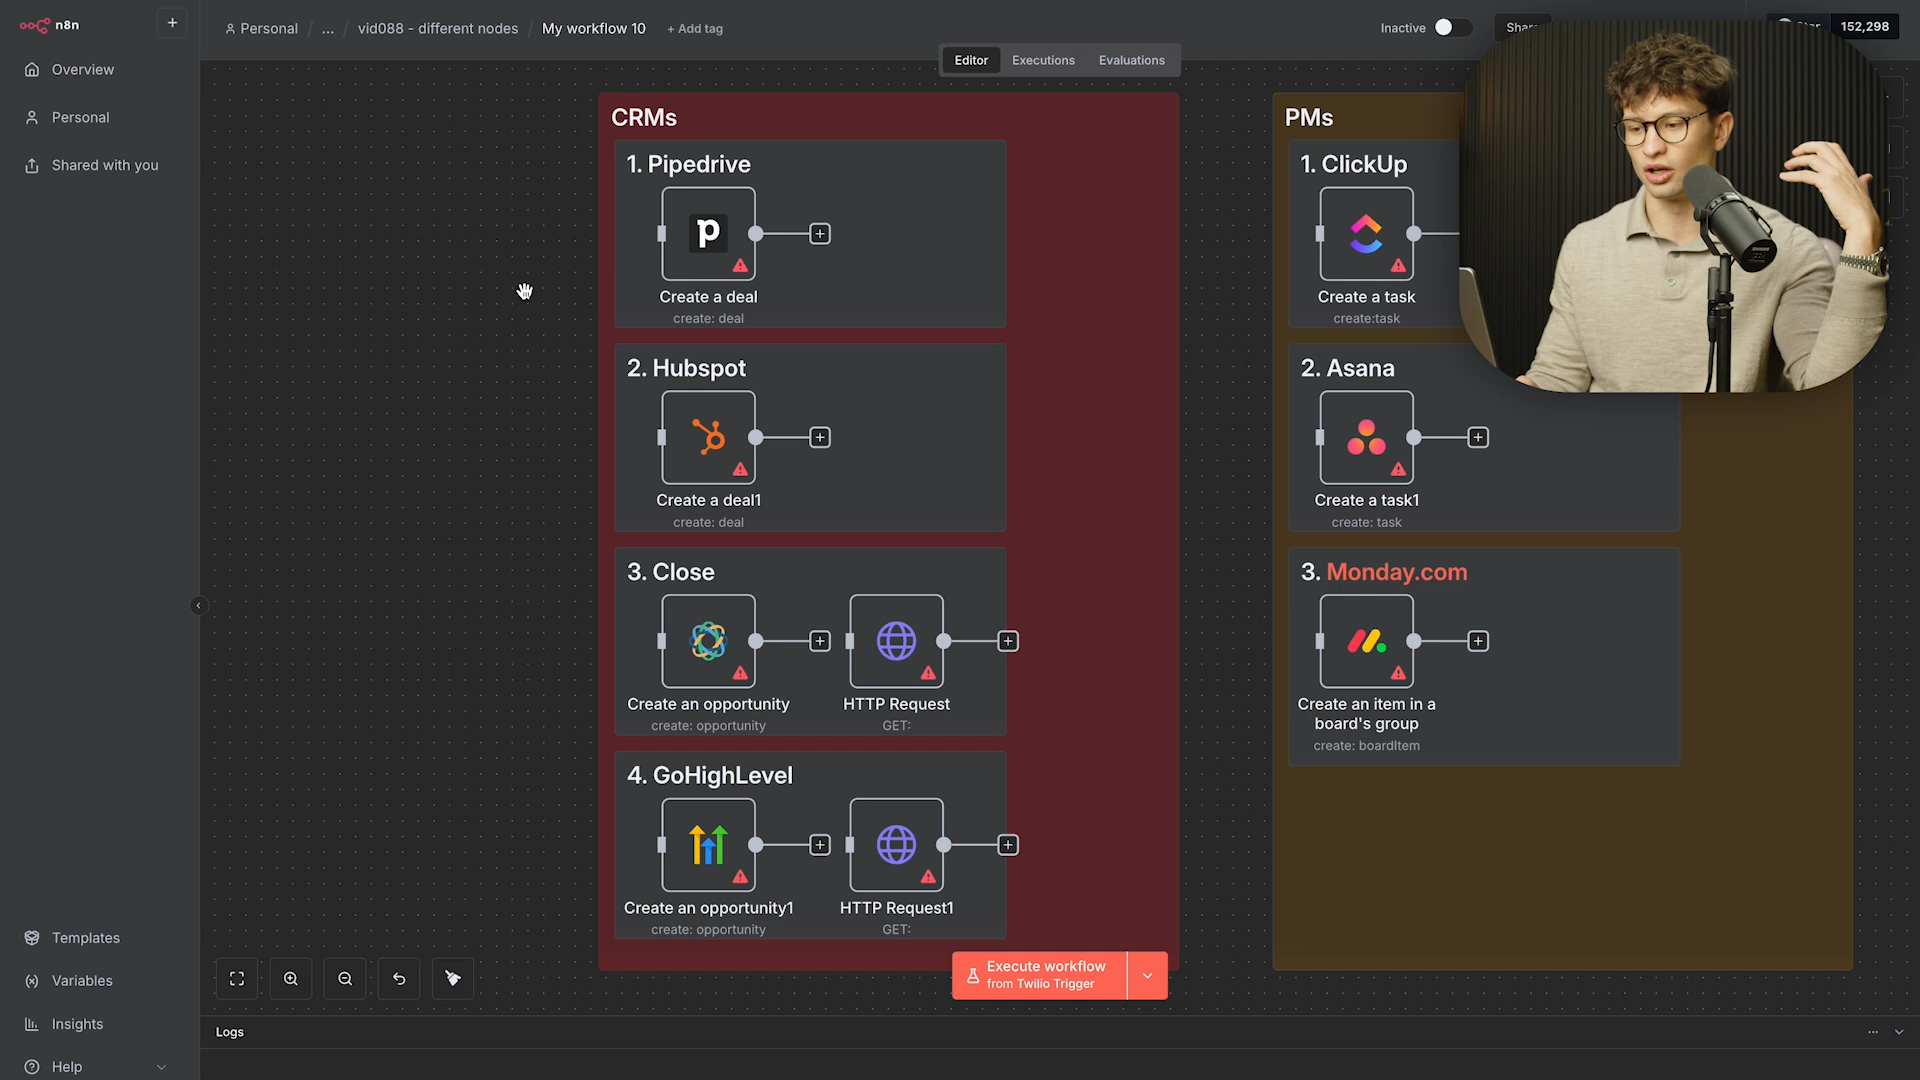 n8n
Personal / ... / vid088 - different nodes / My workflow 10 + Add tag
Inactive
152,298
Editor Executions Evaluations
Overview
Personal
Shared with you
CRMs
1. Pipedrive
p
Create a deal
create: deal
2. Hubspot
Create a deal1
create: deal
3. Close
Create an opportunity
create: opportunity
HTTP Request
GET:
4. GoHighLevel
Create an opportunity1
create: opportunity
HTTP Request1
GET:
PMs
1. ClickUp
Create a task
create:task
2. Asana
Create a task1
create: task
3. Monday.com
Create an item in a
board's group
create: boardItem
Execute workflow
from Twilio Trigger
Templates
Variables
Insights
Help
Logs